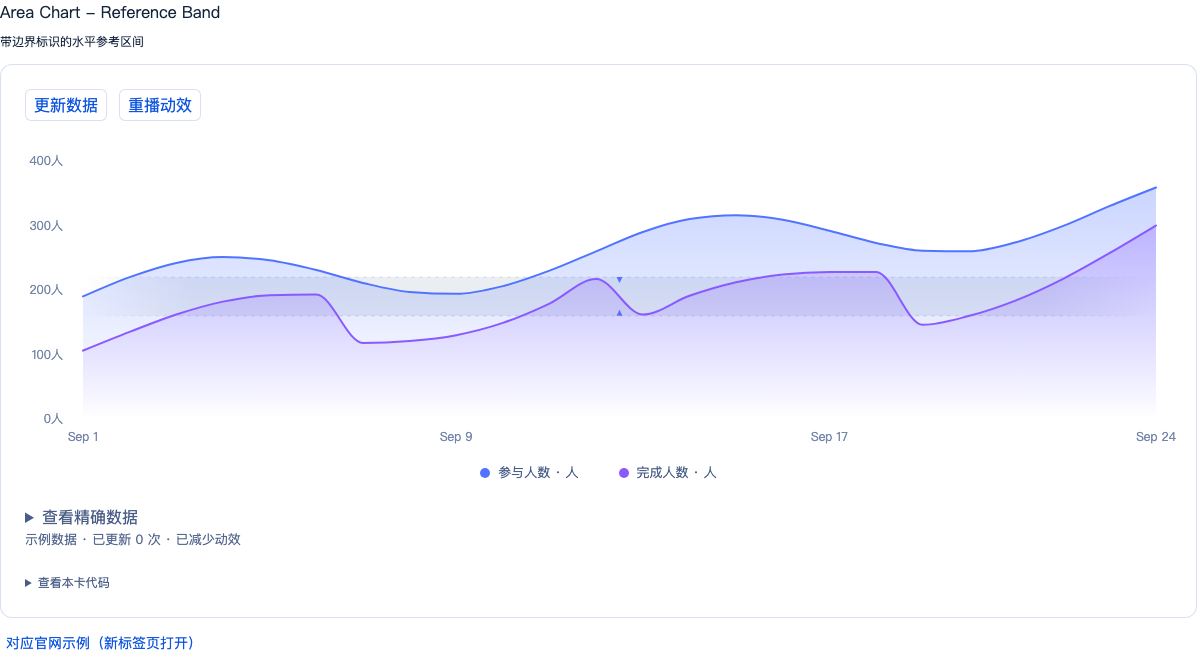 Area Chart – Reference Band
带边界标识的水平参考区间
更新数据 重播动效
400人
300人
200人
100人
0人
Sep 1 Sep 9 Sep 17 Sep 24
参与人数 · 人 完成人数 · 人
查看精确数据
示例数据 · 已更新 0 次 · 已减少动效
查看本卡代码
对应官网示例（新标签页打开）